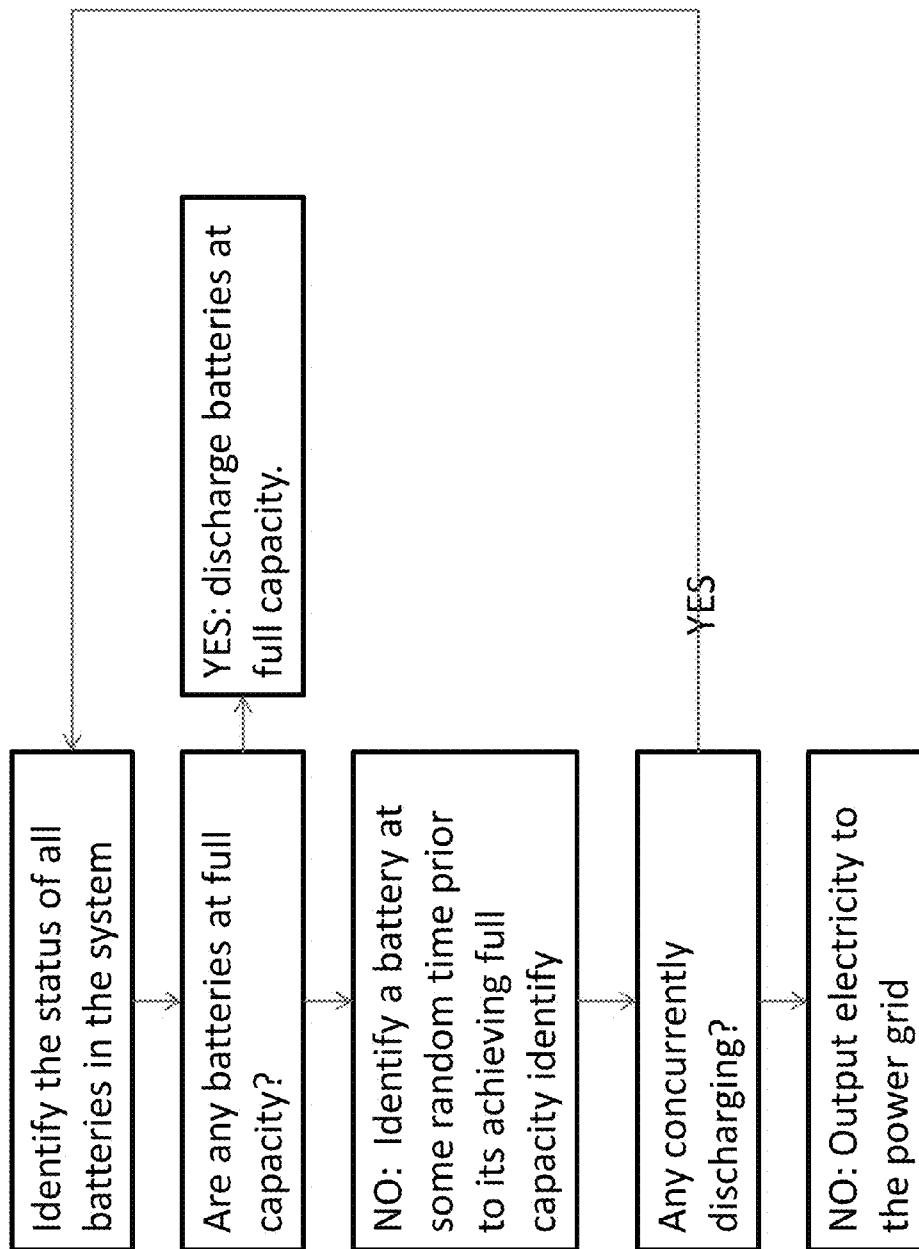 Identify the status of all
batteries in the system
Are any batteries at full
capacity?
YES: discharge batteries at
full capacity.
NO: Identify a battery at
some random time prior
to its achieving full
capacity identify
Any concurrently
discharging?
YES
NO: Output electricity to
the power grid